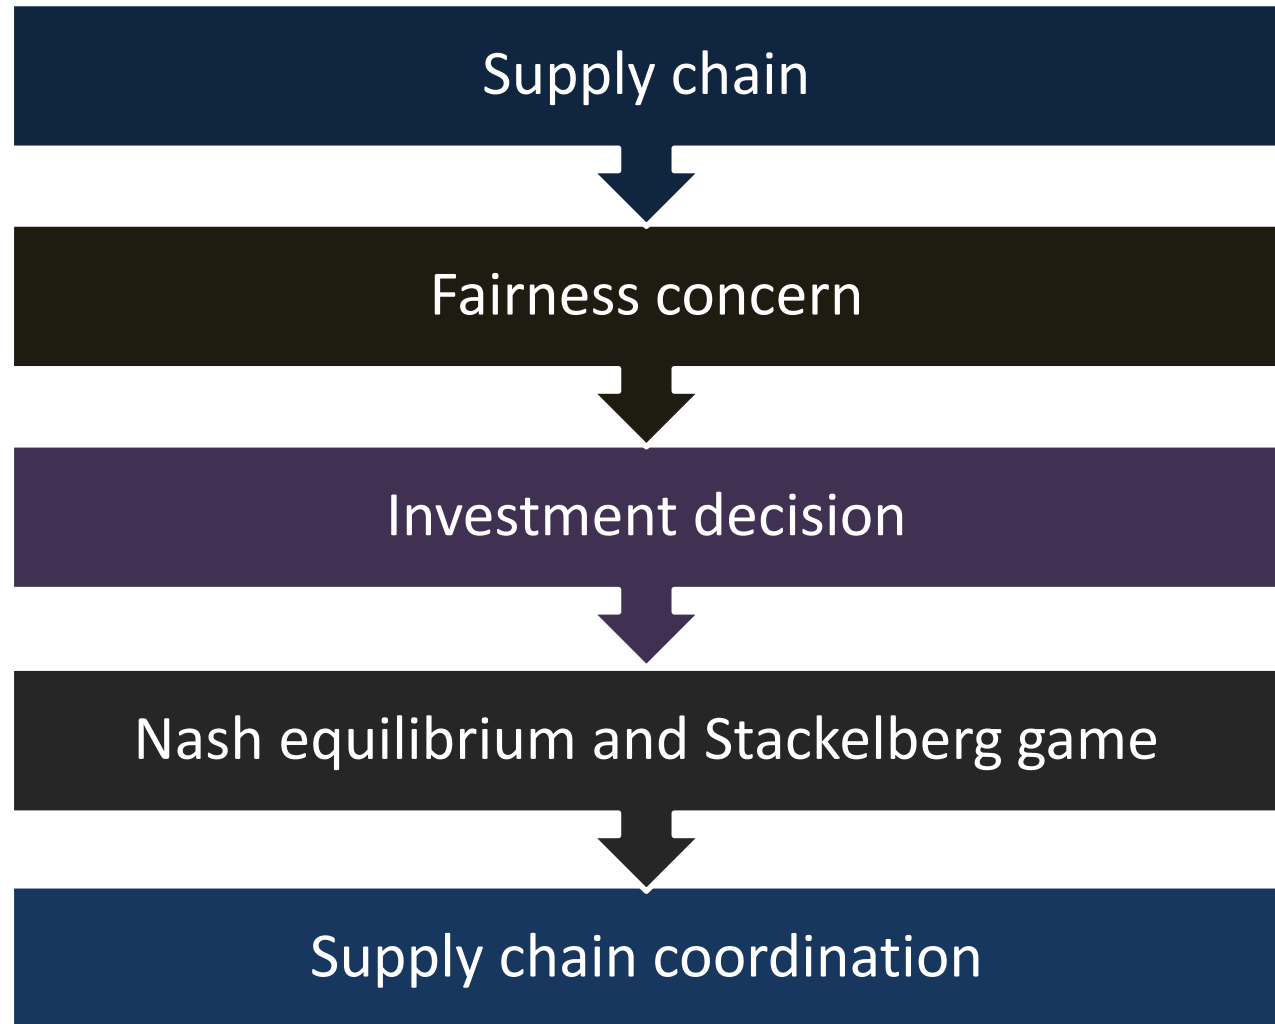 Supply chain
Fairness concern
Investment decision
Nash equilibrium and Stackelberg game
Supply chain coordination